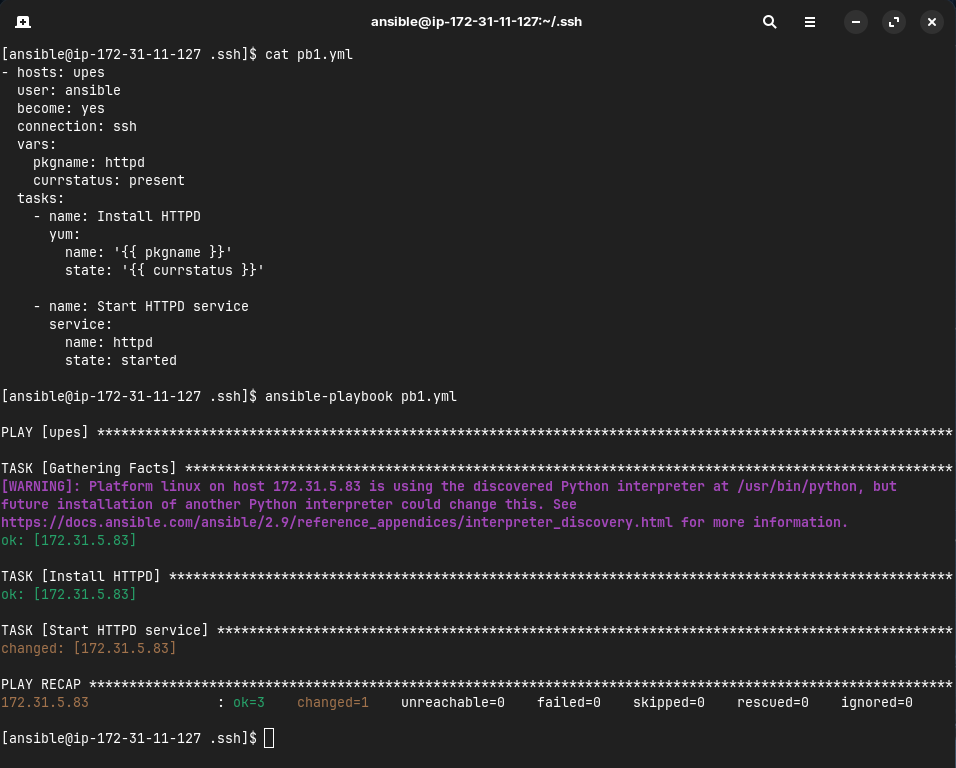 ansible@ip-172-31-11-127:~/.ssh
[ansible@ip-172-31-11-127 .ssh]$ cat pb1.yml
- hosts: upes
  user: ansible
  become: yes
  connection: ssh
  vars:
    pkgname: httpd
    currstatus: present
  tasks:
    - name: Install HTTPD
      yum:
        name: '{{ pkgname }}'
        state: '{{ currstatus }}'

    - name: Start HTTPD service
      service:
        name: httpd
        state: started

[ansible@ip-172-31-11-127 .ssh]$ ansible-playbook pb1.yml

PLAY [upes] ***********************************************************************************************************

TASK [Gathering Facts] ************************************************************************************************
[WARNING]: Platform linux on host 172.31.5.83 is using the discovered Python interpreter at /usr/bin/python, but
future installation of another Python interpreter could change this. See
https://docs.ansible.com/ansible/2.9/reference_appendices/interpreter_discovery.html for more information.
ok: [172.31.5.83]

TASK [Install HTTPD] **************************************************************************************************
ok: [172.31.5.83]

TASK [Start HTTPD service] ********************************************************************************************
changed: [172.31.5.83]

PLAY RECAP ************************************************************************************************************
172.31.5.83                : ok=3    changed=1    unreachable=0    failed=0    skipped=0    rescued=0    ignored=0

[ansible@ip-172-31-11-127 .ssh]$